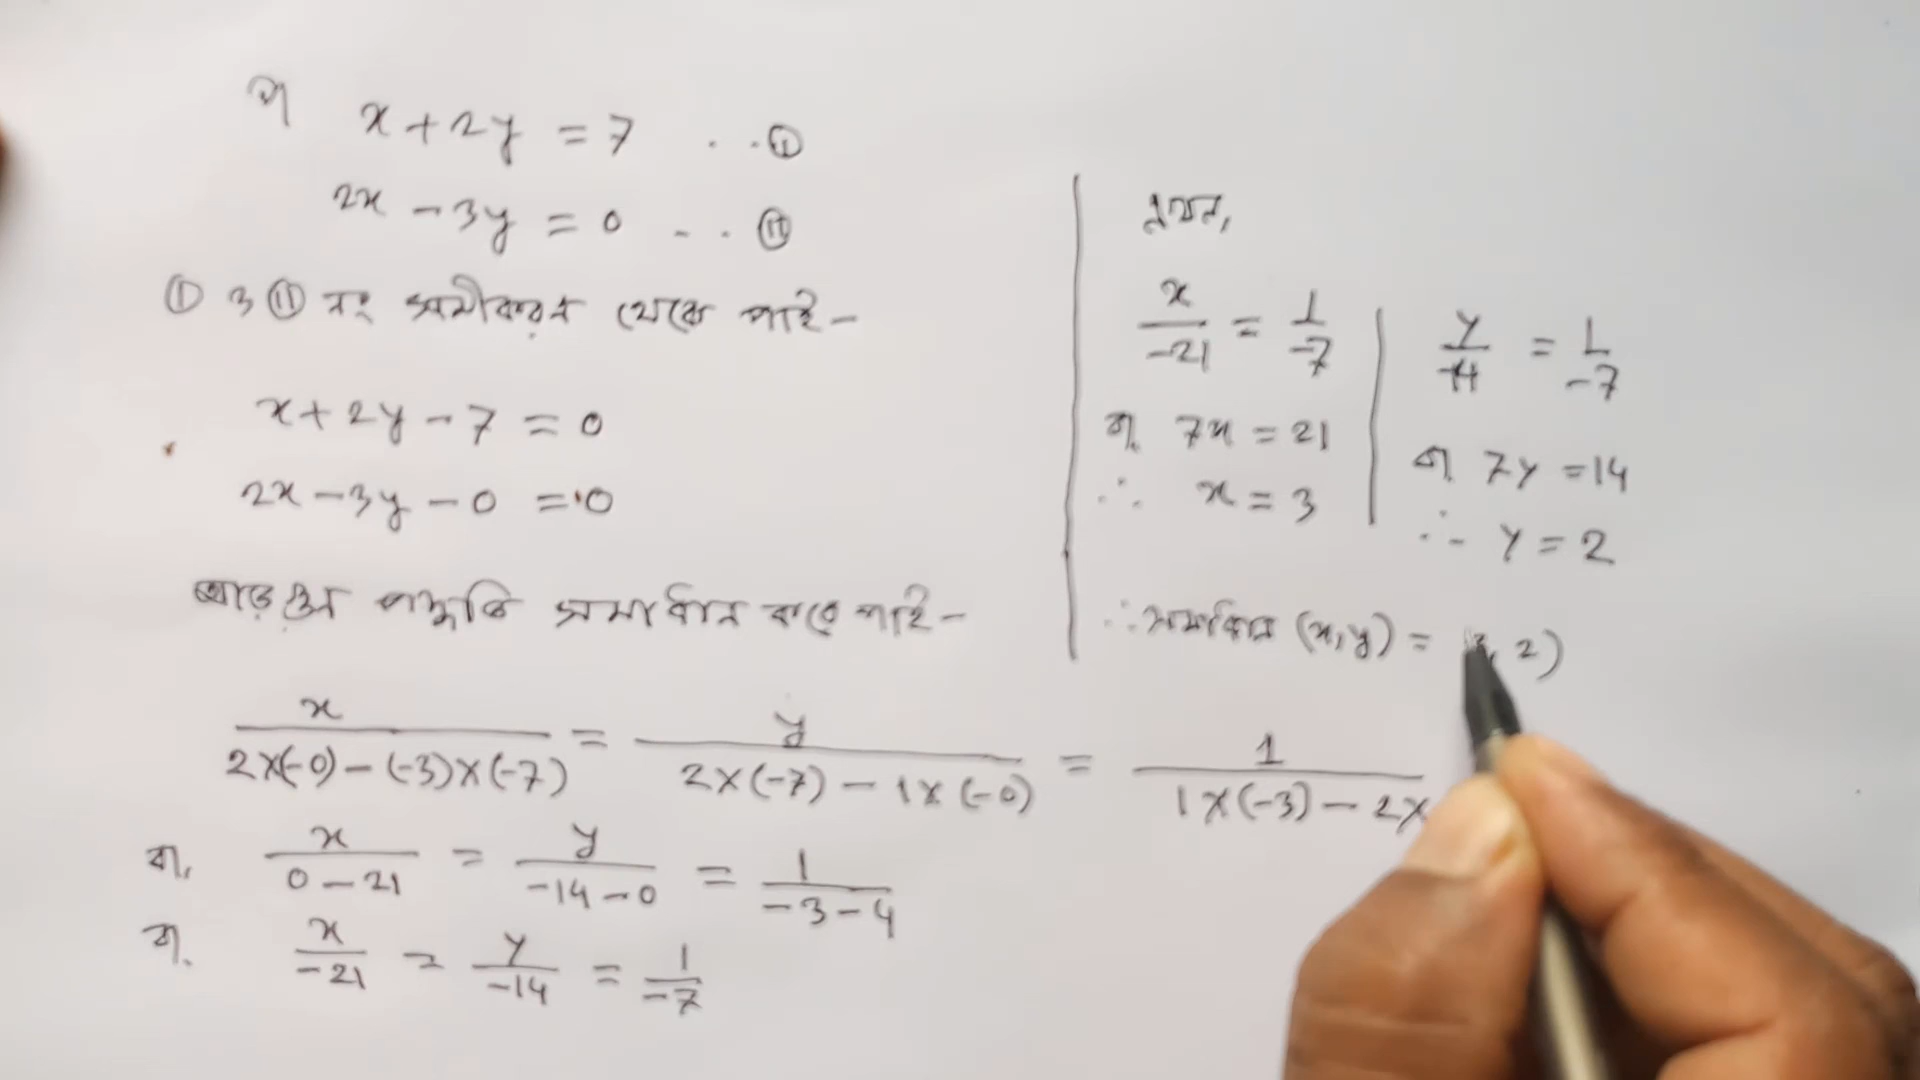 x + 2y = 7 . . . (i)
2x - 3y = 0 - . . (ii)
(i) ও (ii) নং সমীকরণ থেকে পাই -
x + 2y - 7 = 0
2x - 3y - 0 = 0
আড়গুণ পদ্ধতি সমাধান করে পাই -
x/(2×(-0) - (-3)×(-7)) = y/(2×(-7) - 1×(-0)) = 1/(1×(-3) - 2×
বা, x/(0 - 21) = y/(-14 - 0) = 1/(-3 - 4)
বা, x/-21 = y/-14 = 1/-7
এখন,
x/-21 = 1/-7
বা, 7x = 21
∴ x = 3
y/-14 = 1/-7
বা, 7y = 14
∴ y = 2
∴ সমাধান (x, y) = , 2)